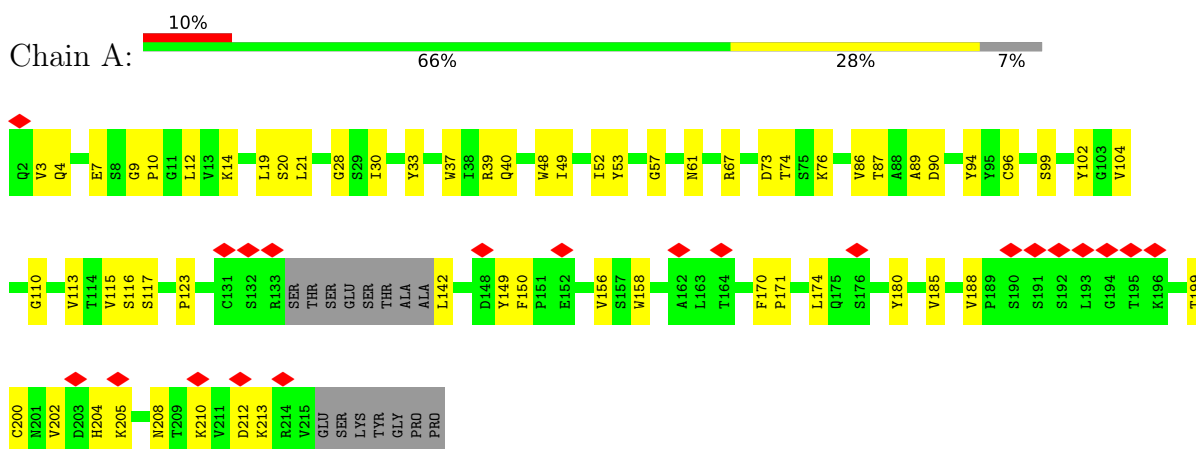 10%
Chain A:
66% 28% 7%
Q2 V3 Q4 E7 S8 G9 P10 G11 L12 V13 K14 L19 S20 L21 G28 S29 I30 Y33 W37 I38 R39 Q40 W48 I49 I52 Y53 G57 N61 R67 D73 T74 S75 K76 V86 T87 A88 A89 D90 Y94 Y95 C96 S99 Y102 G103 V104
G110 V113 T114 V115 S116 S117 P123 C131 S132 R133 SER THR SER GLU SER THR ALA ALA L142 D148 Y149 F150 P151 E152 V156 S157 W158 A162 L163 T164 F170 P171 L174 Q175 S176 Y180 V185 V188 P189 S190 S191 S192 L193 G194 T195 K196 T199
C200 N201 V202 D203 H204 K205 N208 T209 K210 V211 D212 K213 R214 V215 GLU SER LYS TYR GLY PRO PRO